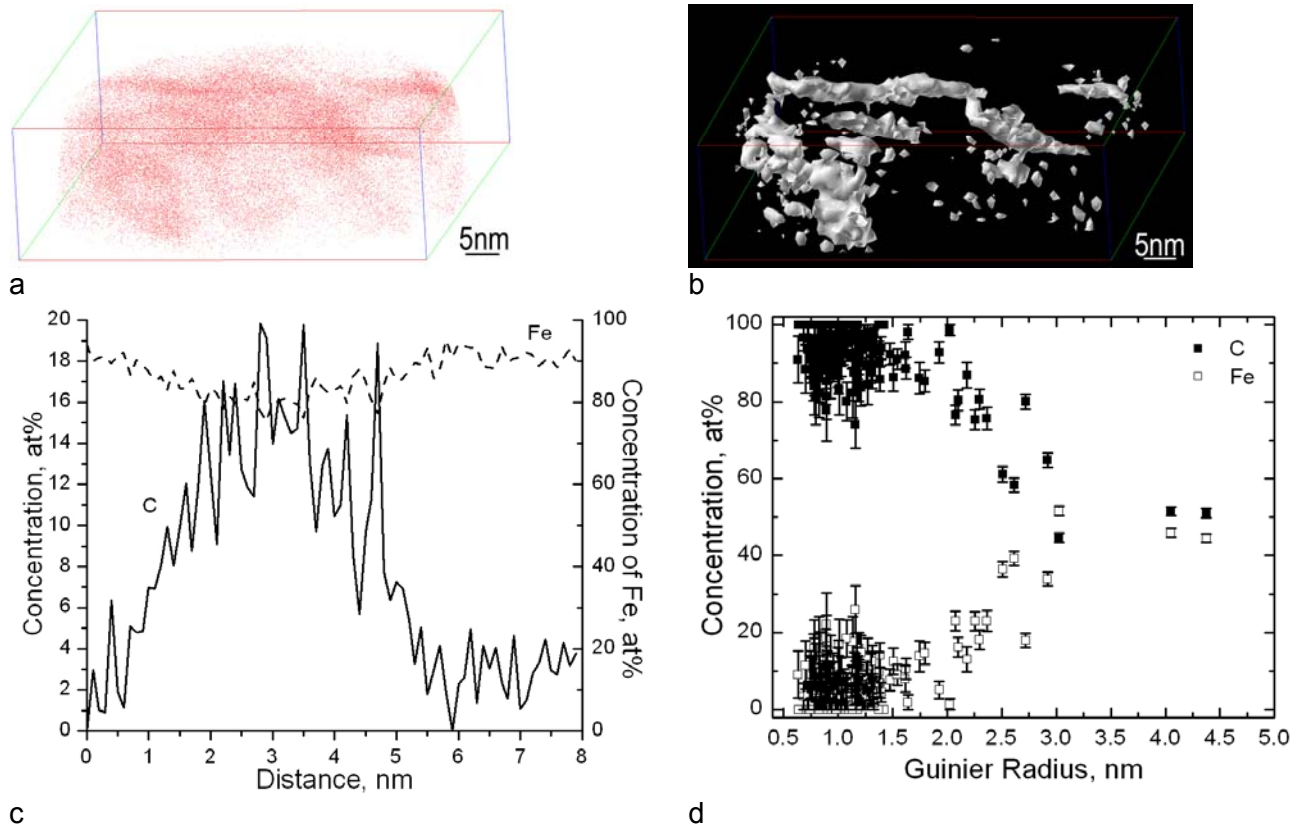 5nm
a
5nm
b
20
18
16
14
12
10
8
6
4
2
0
Concentration, at%
C
Fe
100
80
60
40
20
0
Concentration of Fe, at%
0 1 2 3 4 5 6 7 8
Distance, nm
c
100
80
60
40
20
0
Concentration, at%
C
Fe
0.5 1.0 1.5 2.0 2.5 3.0 3.5 4.0 4.5 5.0
Guinier Radius, nm
d